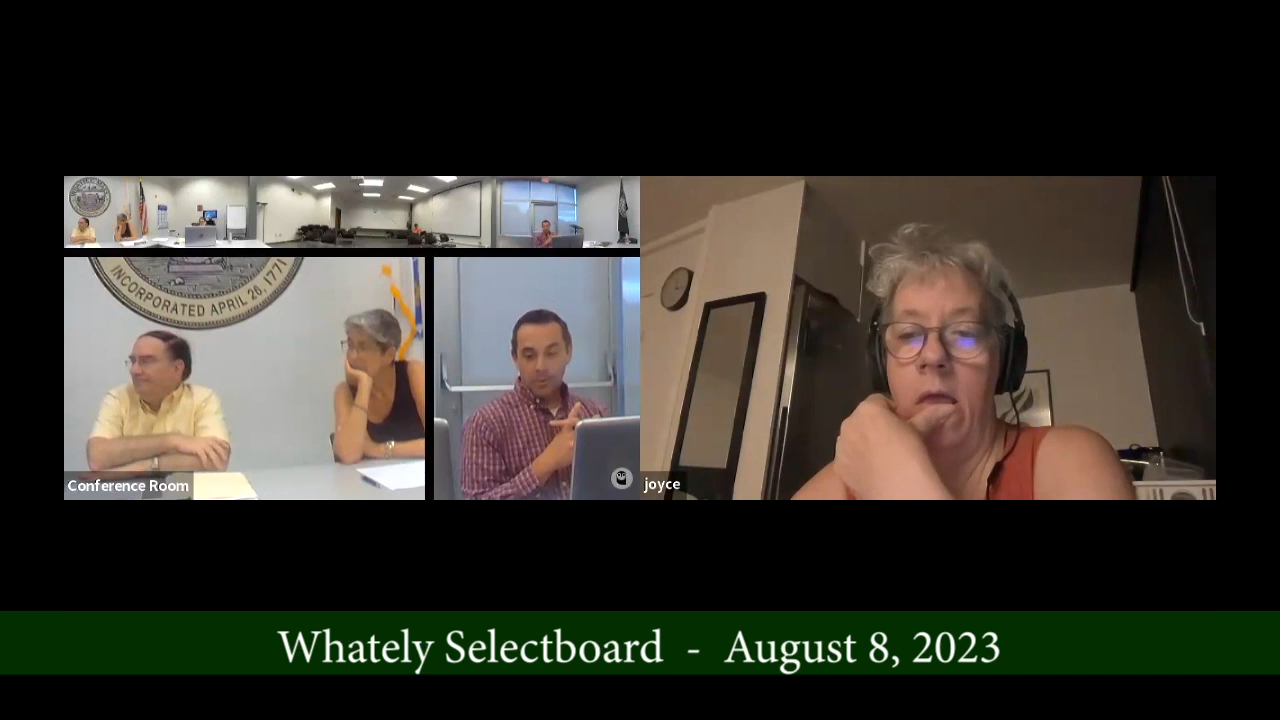 INCORPORATED APRIL 26, 1771
Conference Room
joyce
Whately Selectboard - August 8, 2023